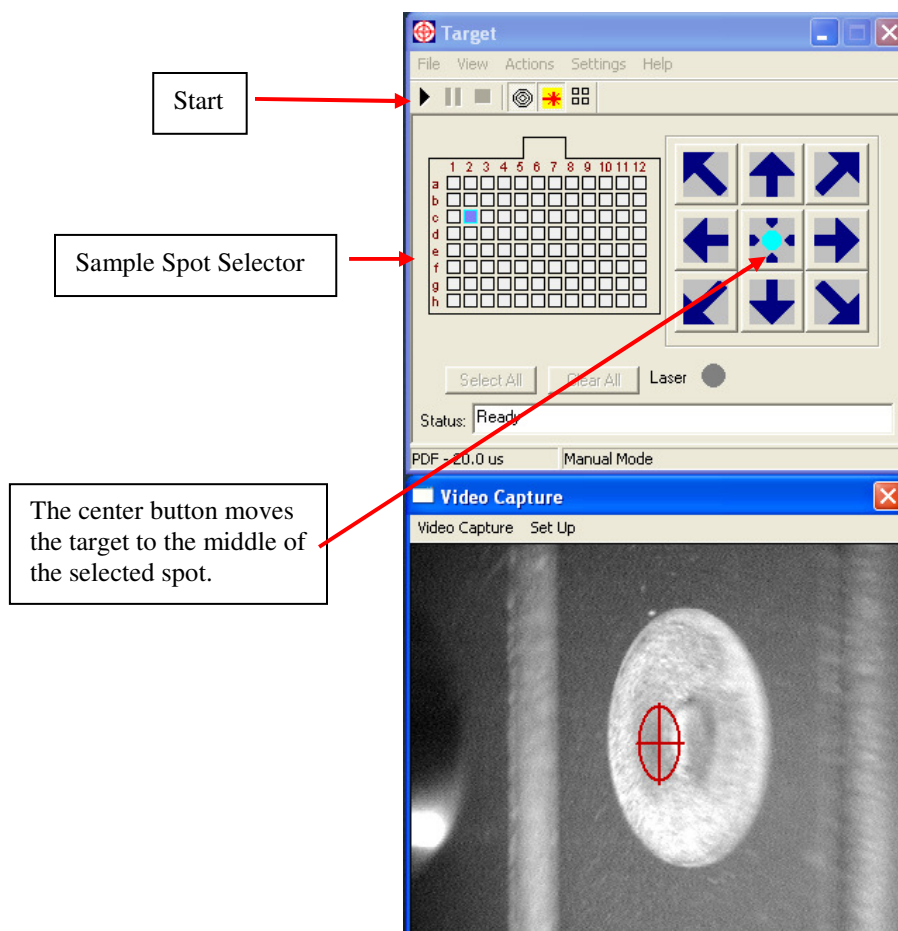 Target
File View Actions Settings Help
Start
1 2 3 4 5 6 7 8 9 10 11 12
a
b
c
d
e
f
g
h
Sample Spot Selector
Select All Clear All Laser
Status: Ready
PDF - 20.0 us Manual Mode
Video Capture
Video Capture Set Up
The center button moves
the target to the middle of
the selected spot.